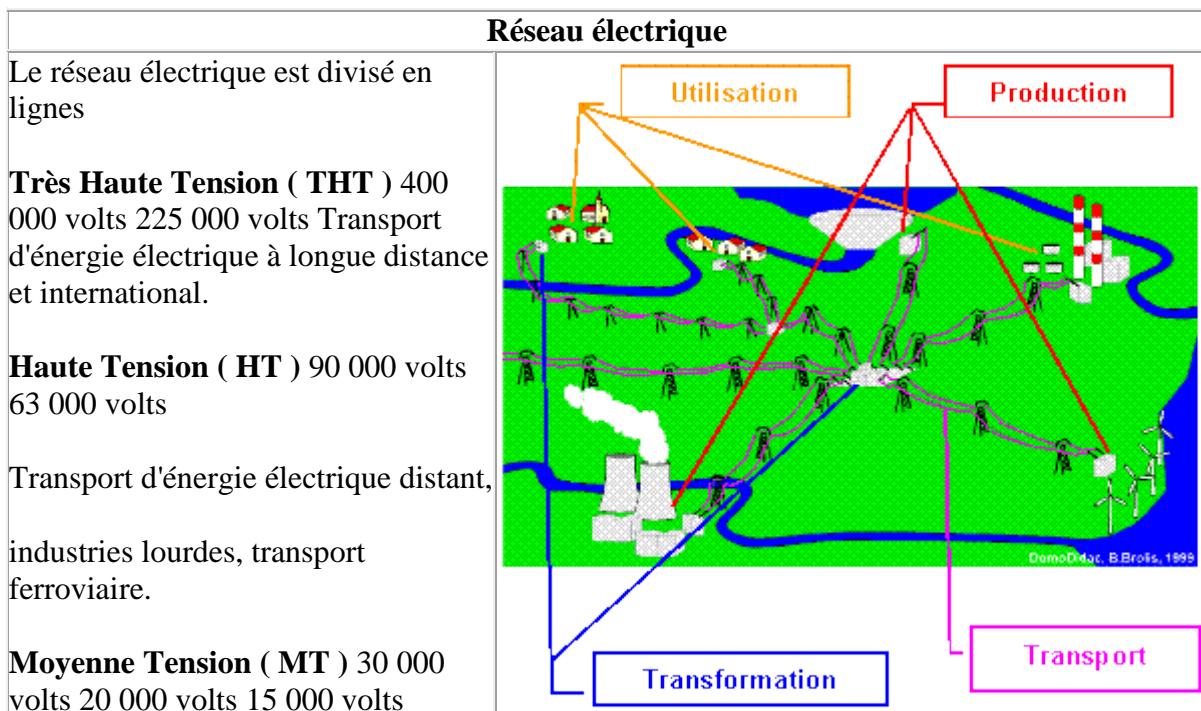 Réseau électrique
Le réseau électrique est divisé en
lignes
Très Haute Tension ( THT ) 400
000 volts 225 000 volts Transport
d'énergie électrique à longue distance
et international.
Haute Tension ( HT ) 90 000 volts
63 000 volts
Transport d'énergie électrique distant,
industries lourdes, transport
ferroviaire.
Moyenne Tension ( MT ) 30 000
volts 20 000 volts 15 000 volts
Utilisation
Production
DomoDidac, B.Brolis, 1999
Transformation
Transport